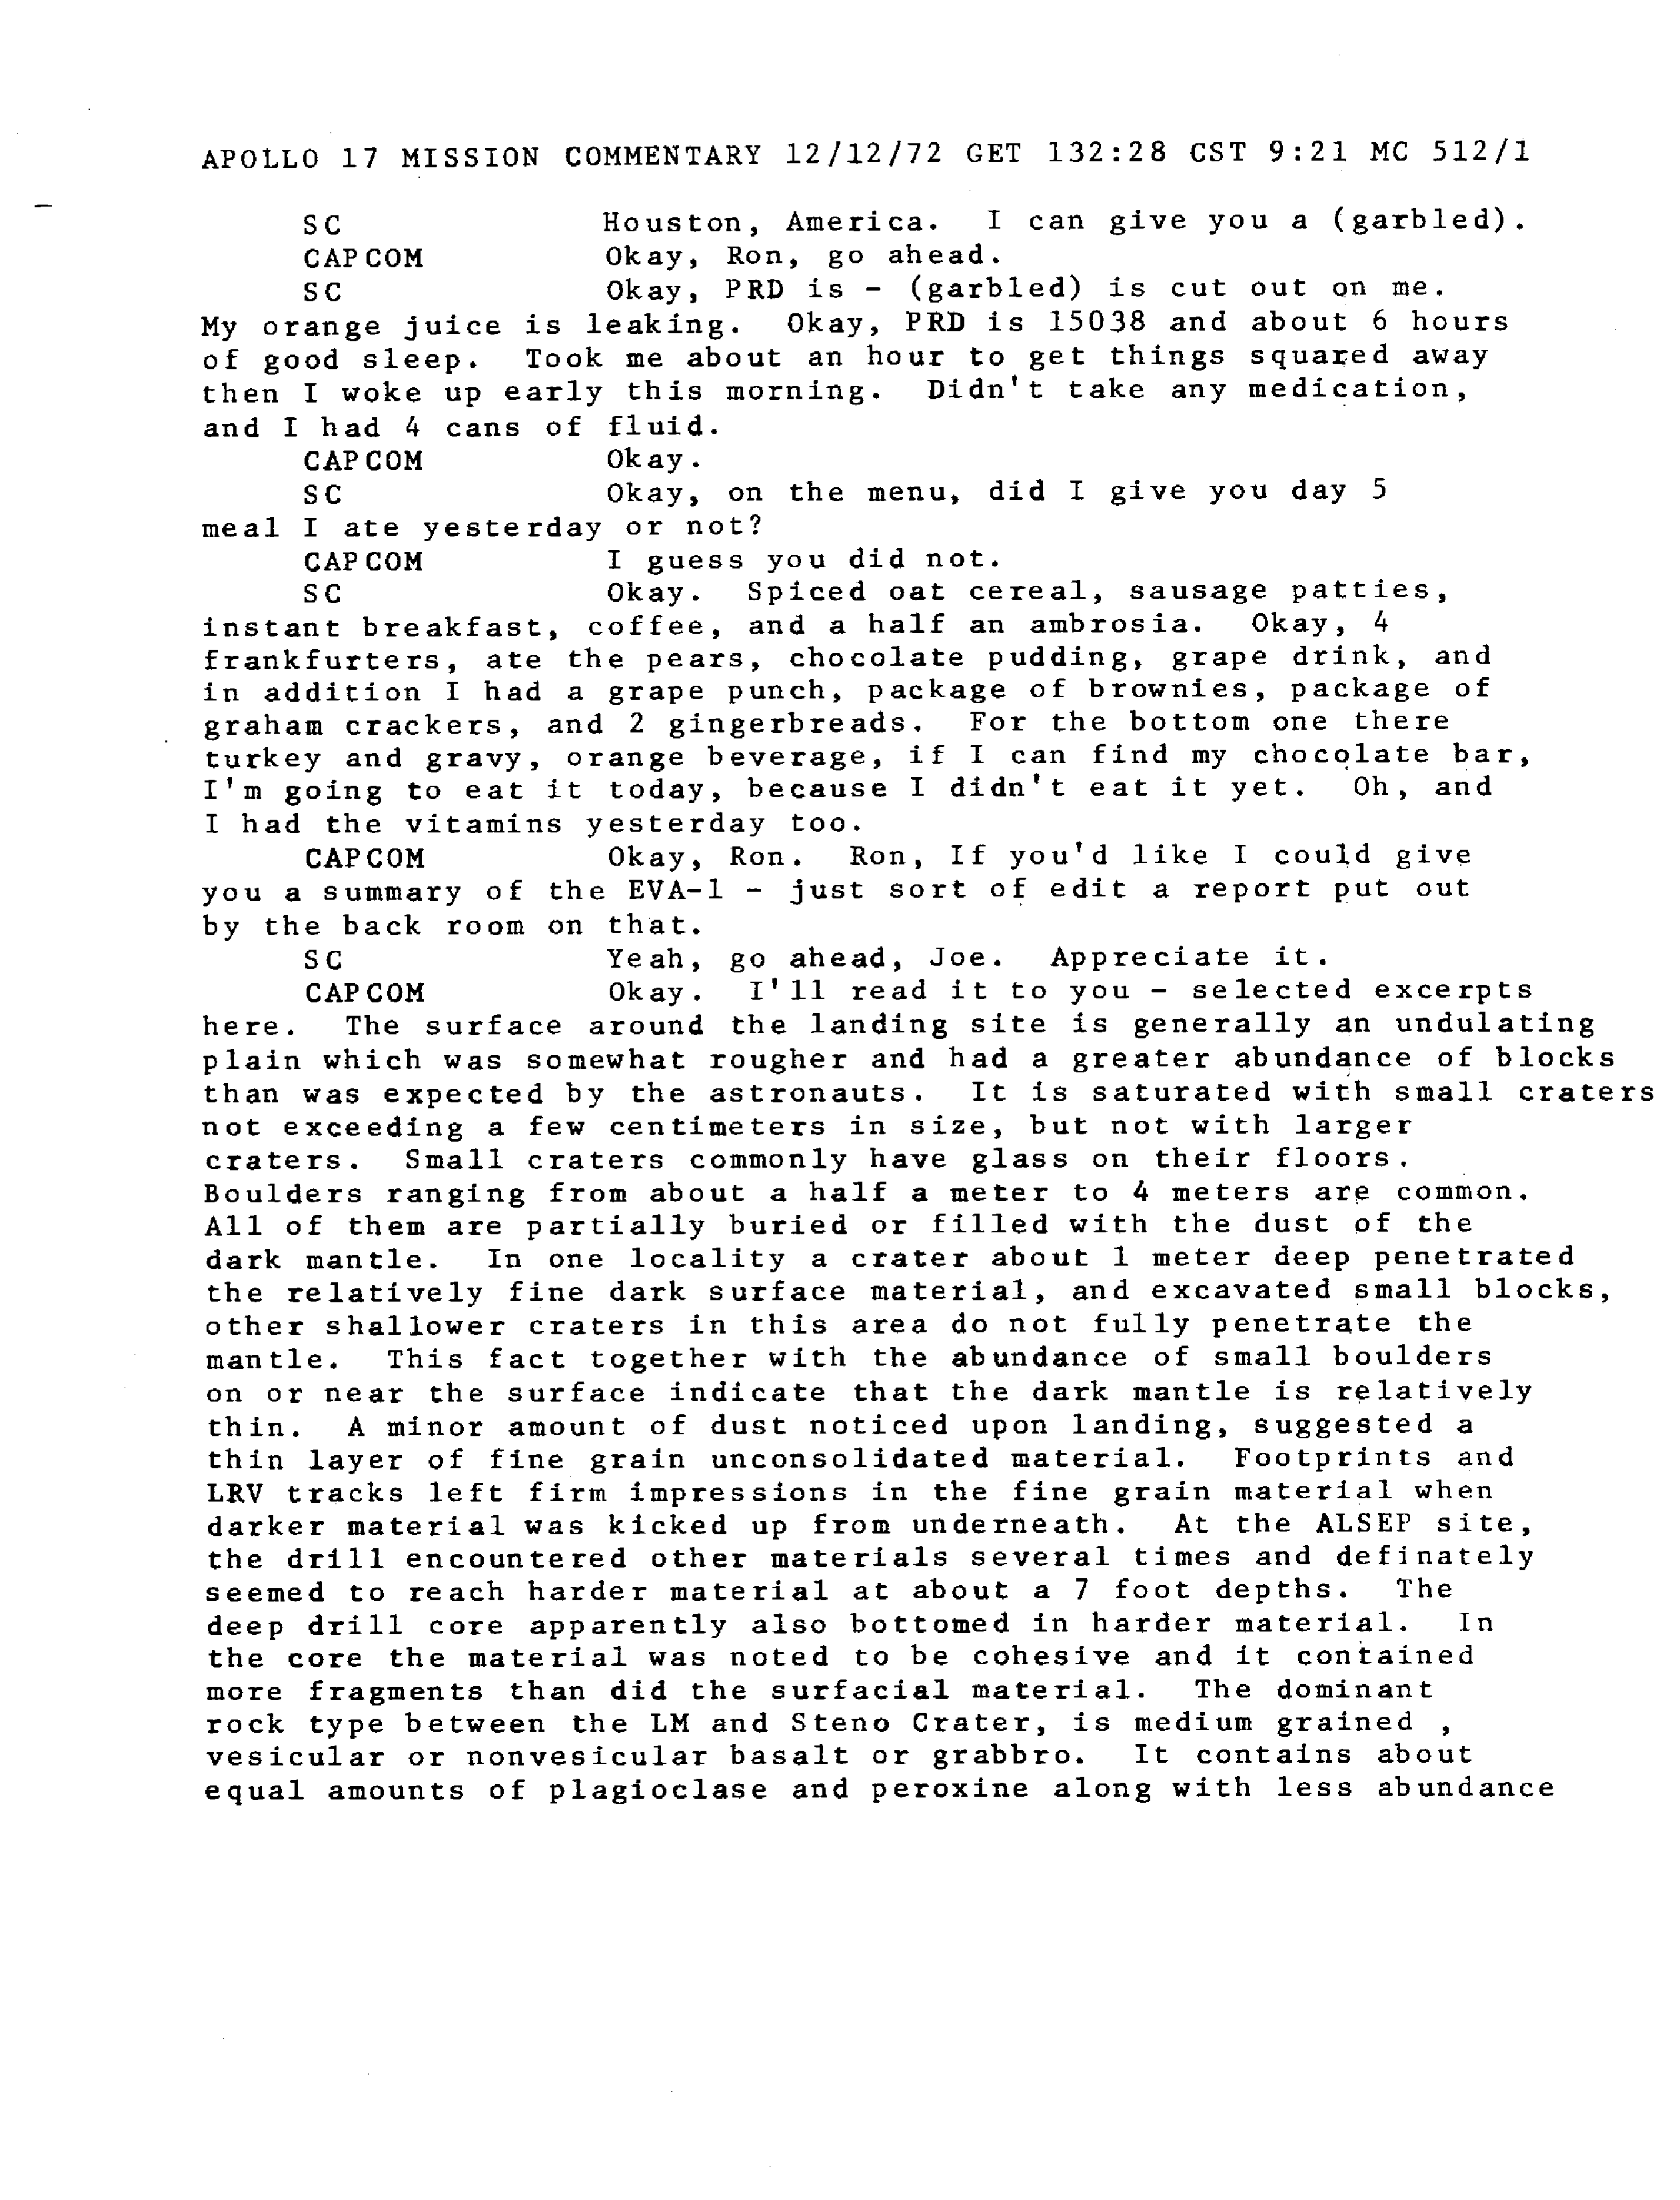 APOLLO 17 MISSION COMMENTARY 12/12/72 GET 132:28 CST 9:21 MC 512/1
SC Houston, America. I can give you a (garbled).
CAPCOM Okay, Ron, go ahead.
SC Okay, PRD is - (garbled) is cut out on me.
My orange juice is leaking. Okay, PRD is 15038 and about 6 hours
of good sleep. Took me about an hour to get things squared away
then I woke up early this morning. Didn't take any medication,
and I had 4 cans of fluid.
CAPCOM Okay.
SC Okay, on the menu, did I give you day 5
meal I ate yesterday or not?
CAPCOM I guess you did not.
SC Okay. Spiced oat cereal, sausage patties,
instant breakfast, coffee, and a half an ambrosia. Okay, 4
frankfurters, ate the pears, chocolate pudding, grape drink, and
in addition I had a grape punch, package of brownies, package of
graham crackers, and 2 gingerbreads. For the bottom one there
turkey and gravy, orange beverage, if I can find my chocolate bar,
I'm going to eat it today, because I didn't eat it yet. Oh, and
I had the vitamins yesterday too.
CAPCOM Okay, Ron. Ron, If you'd like I could give
you a summary of the EVA-1 - just sort of edit a report put out
by the back room on that.
SC Yeah, go ahead, Joe. Appreciate it.
CAPCOM Okay. I'll read it to you - selected excerpts
here. The surface around the landing site is generally an undulating
plain which was somewhat rougher and had a greater abundance of blocks
than was expected by the astronauts. It is saturated with small craters
not exceeding a few centimeters in size, but not with larger
craters. Small craters commonly have glass on their floors.
Boulders ranging from about a half a meter to 4 meters are common.
All of them are partially buried or filled with the dust of the
dark mantle. In one locality a crater about 1 meter deep penetrated
the relatively fine dark surface material, and excavated small blocks,
other shallower craters in this area do not fully penetrate the
mantle. This fact together with the abundance of small boulders
on or near the surface indicate that the dark mantle is relatively
thin. A minor amount of dust noticed upon landing, suggested a
thin layer of fine grain unconsolidated material. Footprints and
LRV tracks left firm impressions in the fine grain material when
darker material was kicked up from underneath. At the ALSEP site,
the drill encountered other materials several times and definately
seemed to reach harder material at about a 7 foot depths. The
deep drill core apparently also bottomed in harder material. In
the core the material was noted to be cohesive and it contained
more fragments than did the surfacial material. The dominant
rock type between the LM and Steno Crater, is medium grained ,
vesicular or nonvesicular basalt or grabbro. It contains about
equal amounts of plagioclase and peroxine along with less abundance